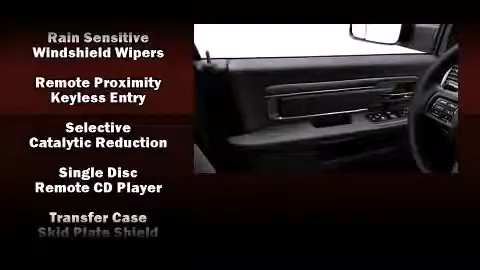 Rain Sensitive
Windshield Wipers
Remote Proximity
Keyless Entry
Selective
Catalytic Reduction
Single Disc
Remote CD Player
Transfer Case
Skid Plate Shield